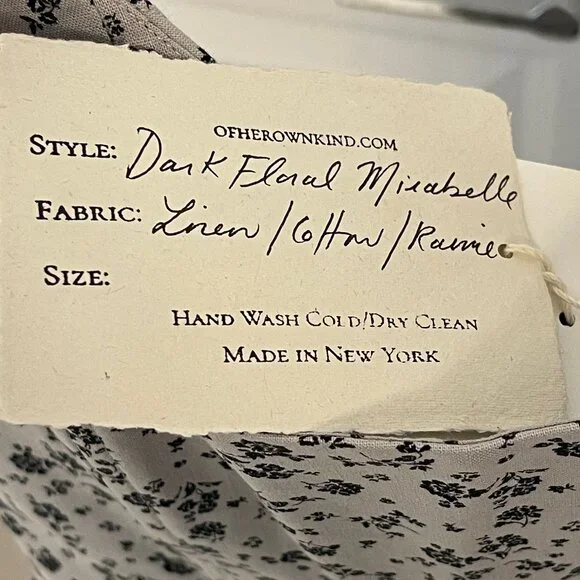 OFHEROWNKIND.COM
STYLE: Dark Floral Mirabelle
FABRIC: Linen/Cotton/Ramie
SIZE:
HAND WASH COLD/DRY CLEAN
MADE IN NEW YORK